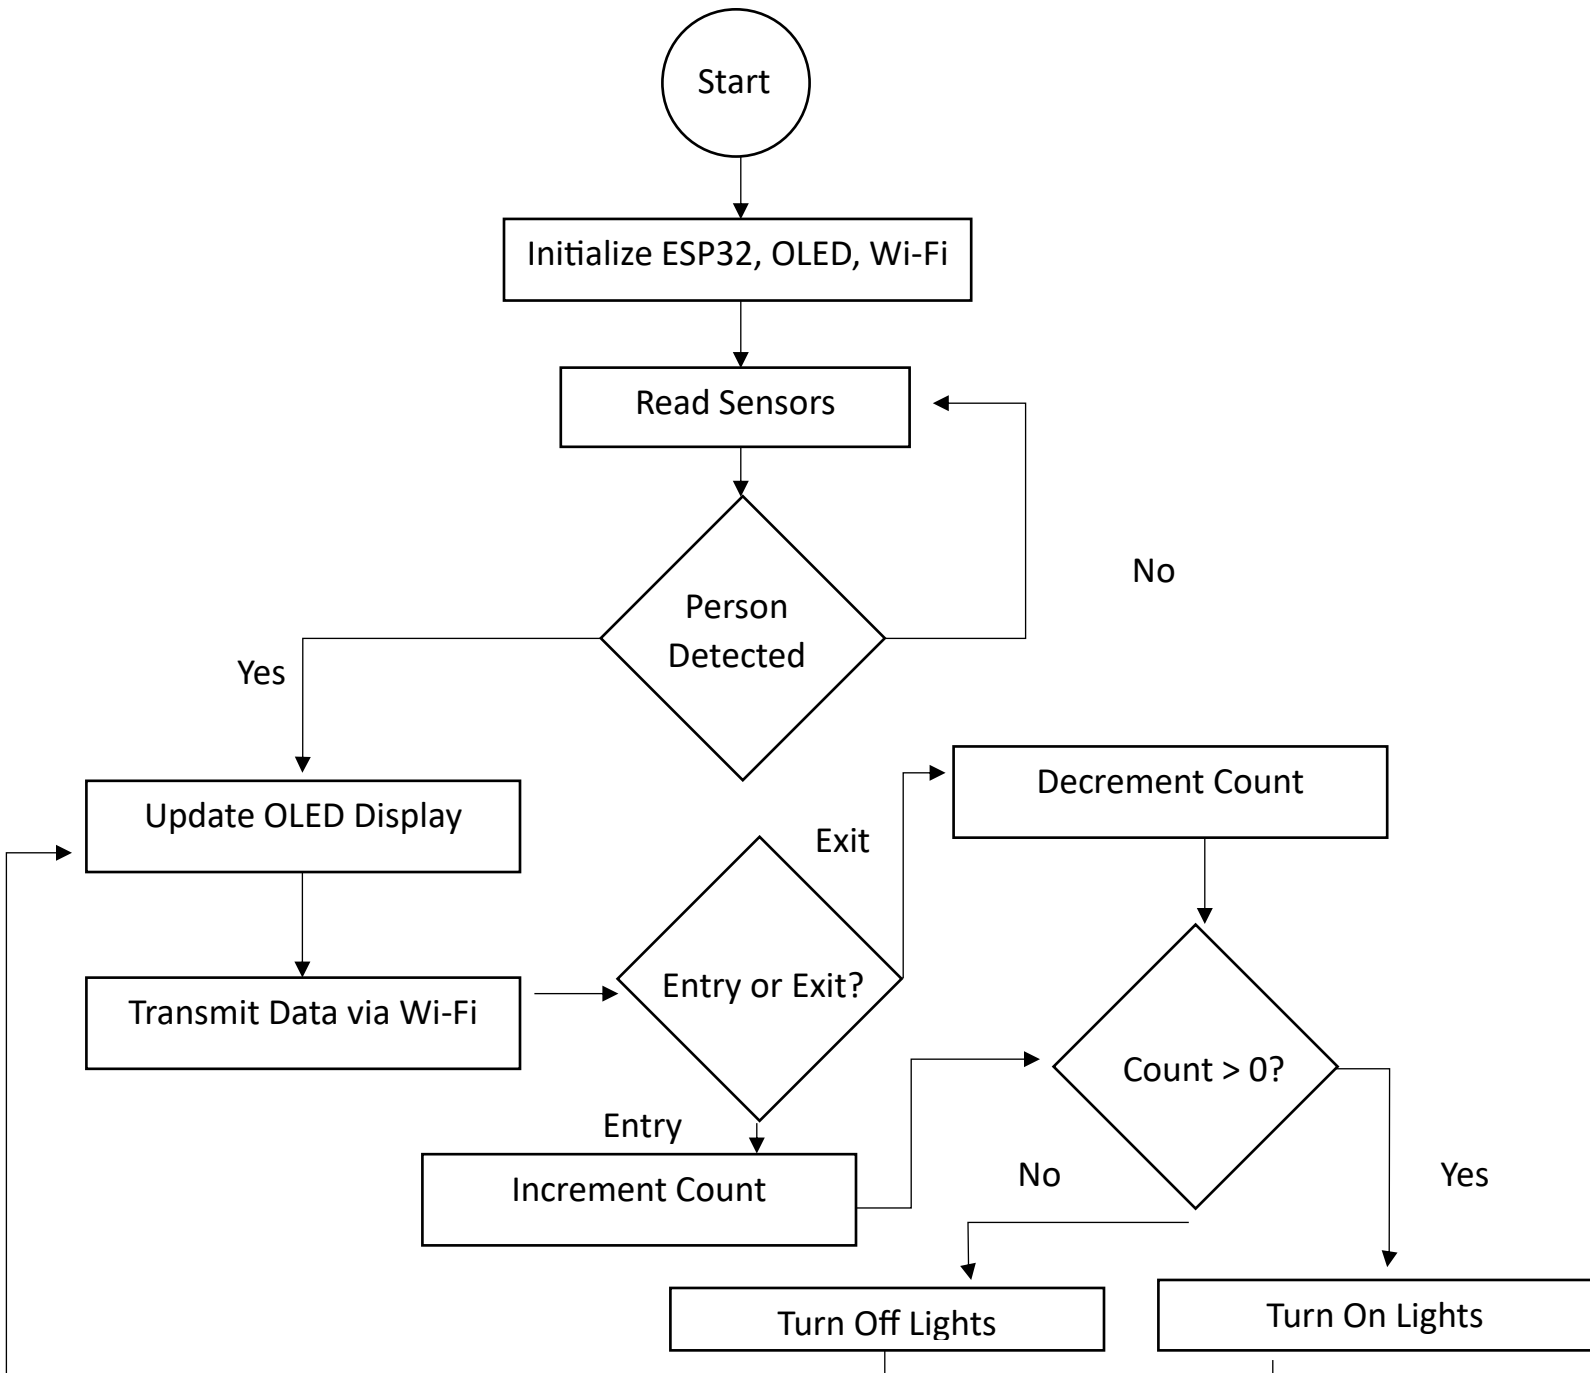 Start
Initialize ESP32, OLED, Wi-Fi
Read Sensors
No
Person
Detected
Yes
Decrement Count
Update OLED Display
Exit
Entry or Exit?
Transmit Data via Wi-Fi
Count > 0?
Entry
No
Yes
Increment Count
Turn Off Lights
Turn On Lights